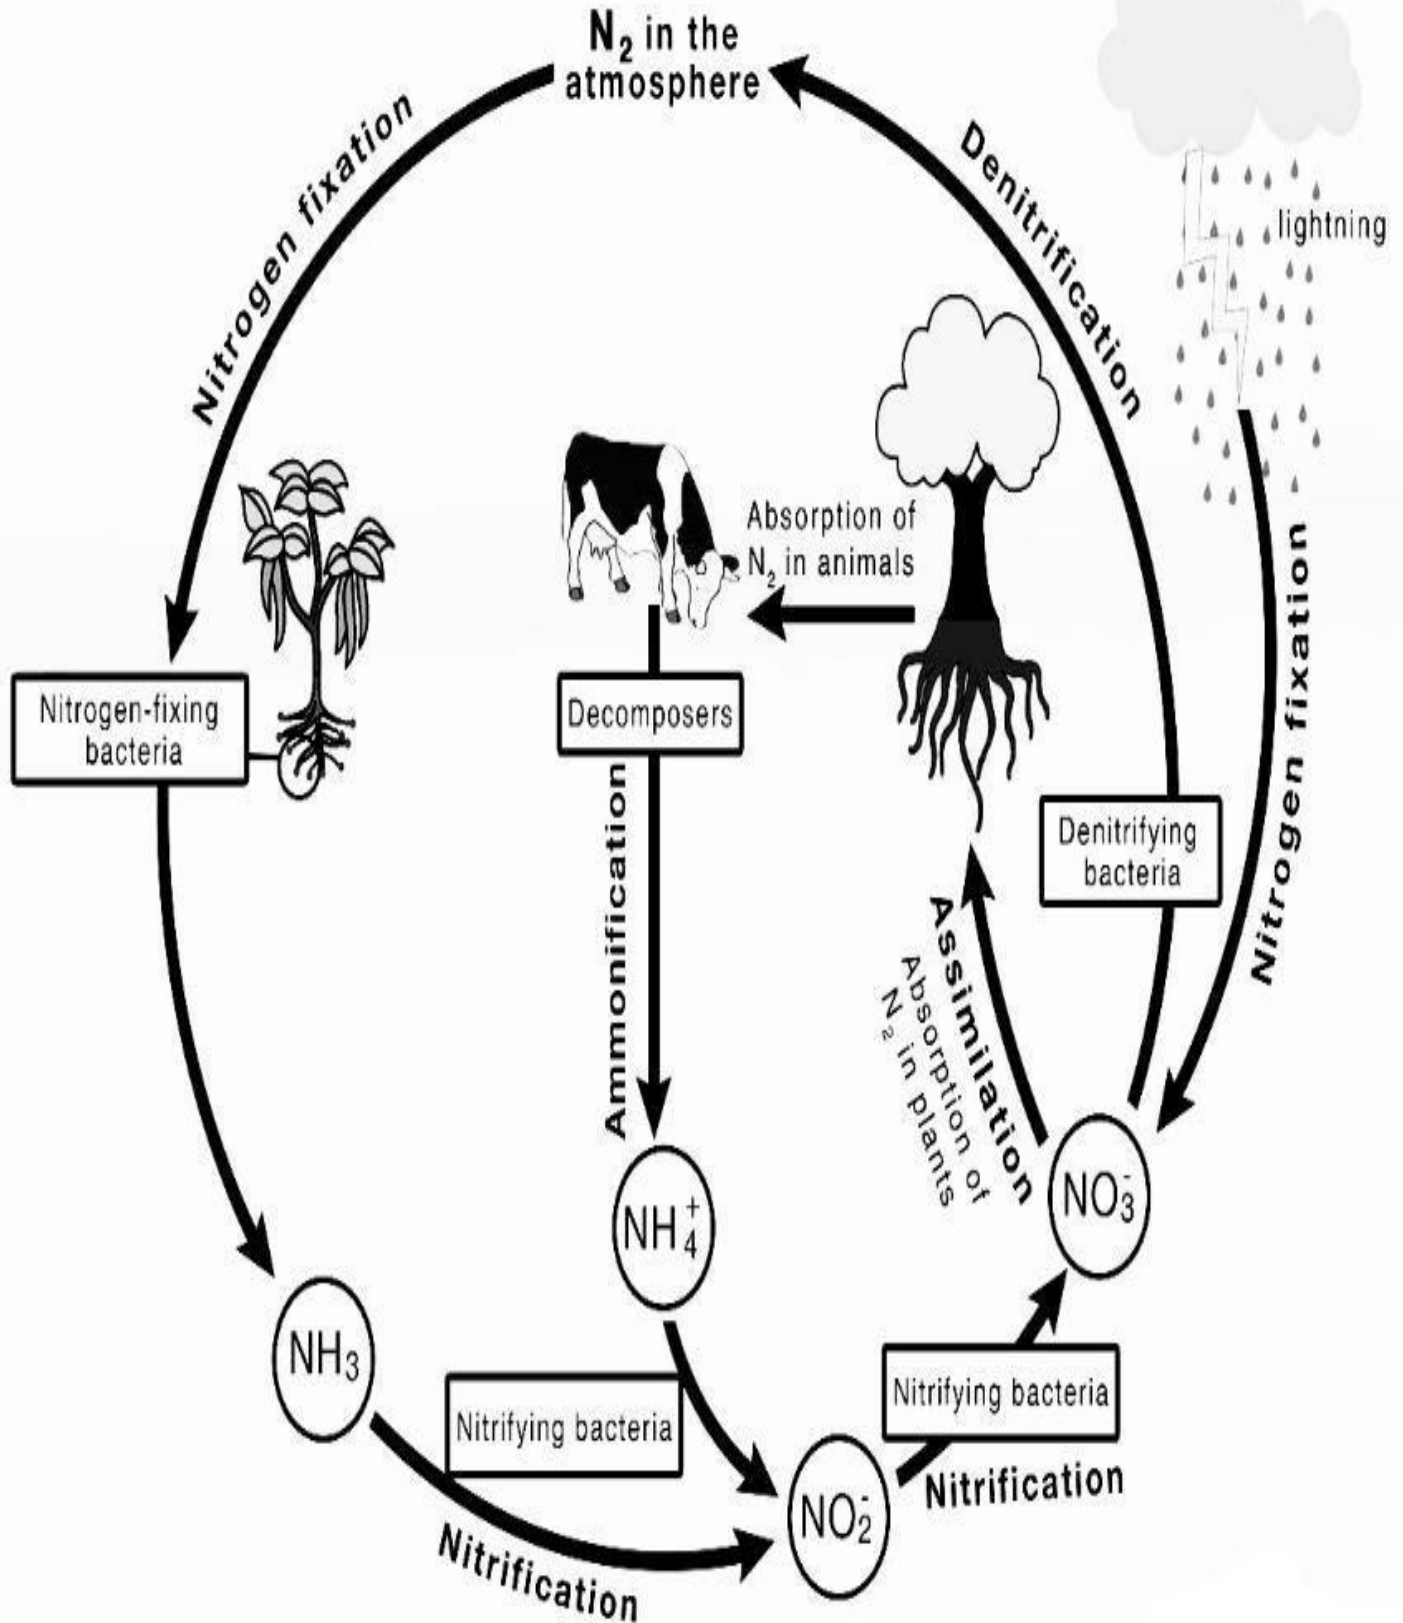 N₂ in the
atmosphere
Nitrogen fixation
Denitrification
lightning
Absorption of
N₂ in animals
Nitrogen fixation
Nitrogen-fixing
bacteria
Decomposers
Ammonification
Denitrifying
bacteria
Assimilation
Absorption of
N₂ in plants
NH₄⁺
NO₃⁻
NH₃
Nitrifying bacteria
Nitrifying bacteria
NO₂⁻
Nitrification
Nitrification